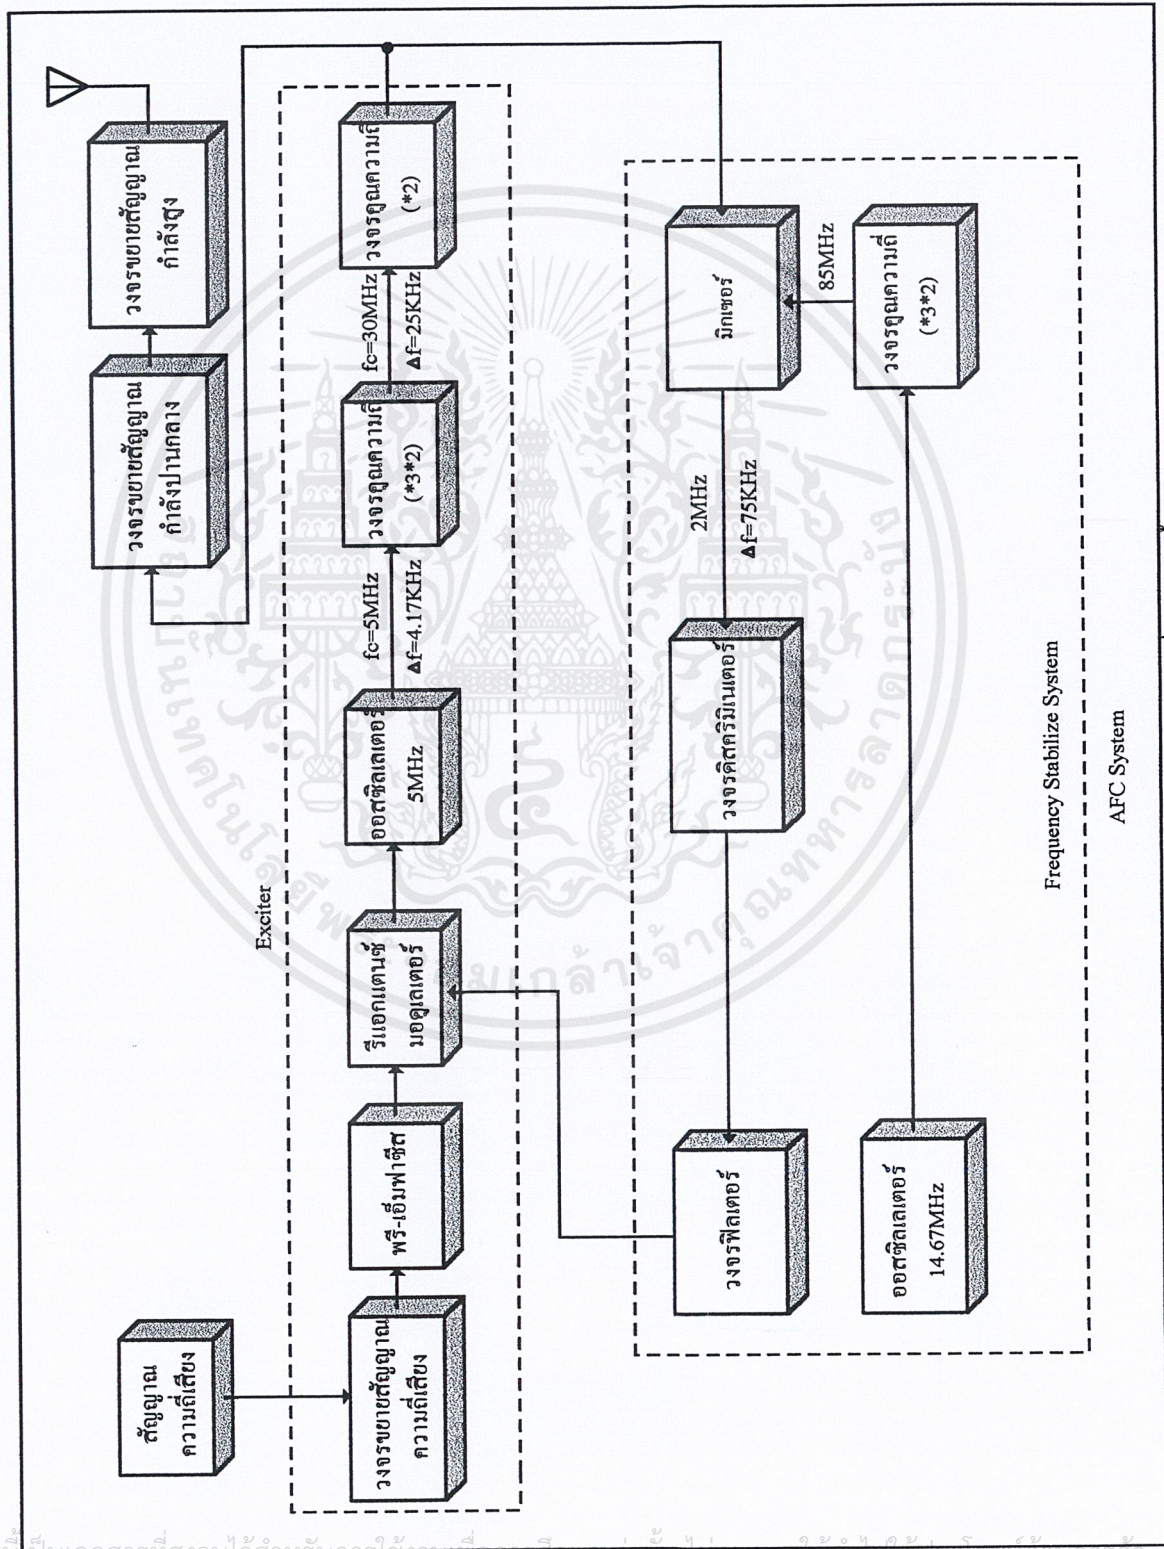 สัญญาณ
ความถี่เสียง
วงจรขยายสัญญาณ
กำลังปานกลาง
วงจรขยายสัญญาณ
กำลังสูง
Exciter
วงจรขยายสัญญาณ
ความถี่เสียง
พรี-เอ็มฟาซีส
รีแอกแตนซ์
มอดูเลเตอร์
ออสซิลเลเตอร์
5MHz
fc=5MHz
Δf=4.17KHz
วงจรคูณความถี่
(*3*2)
fc=30MHz
Δf=25KHz
วงจรคูณความถี่
(*2)
วงจรฟิลเตอร์
วงจรดิสคริมิเนเตอร์
2MHz
Δf=75KHz
มิกเซอร์
85MHz
ออสซิลเลเตอร์
14.67MHz
วงจรคูณความถี่
(*3*2)
Frequency Stabilize System
AFC System